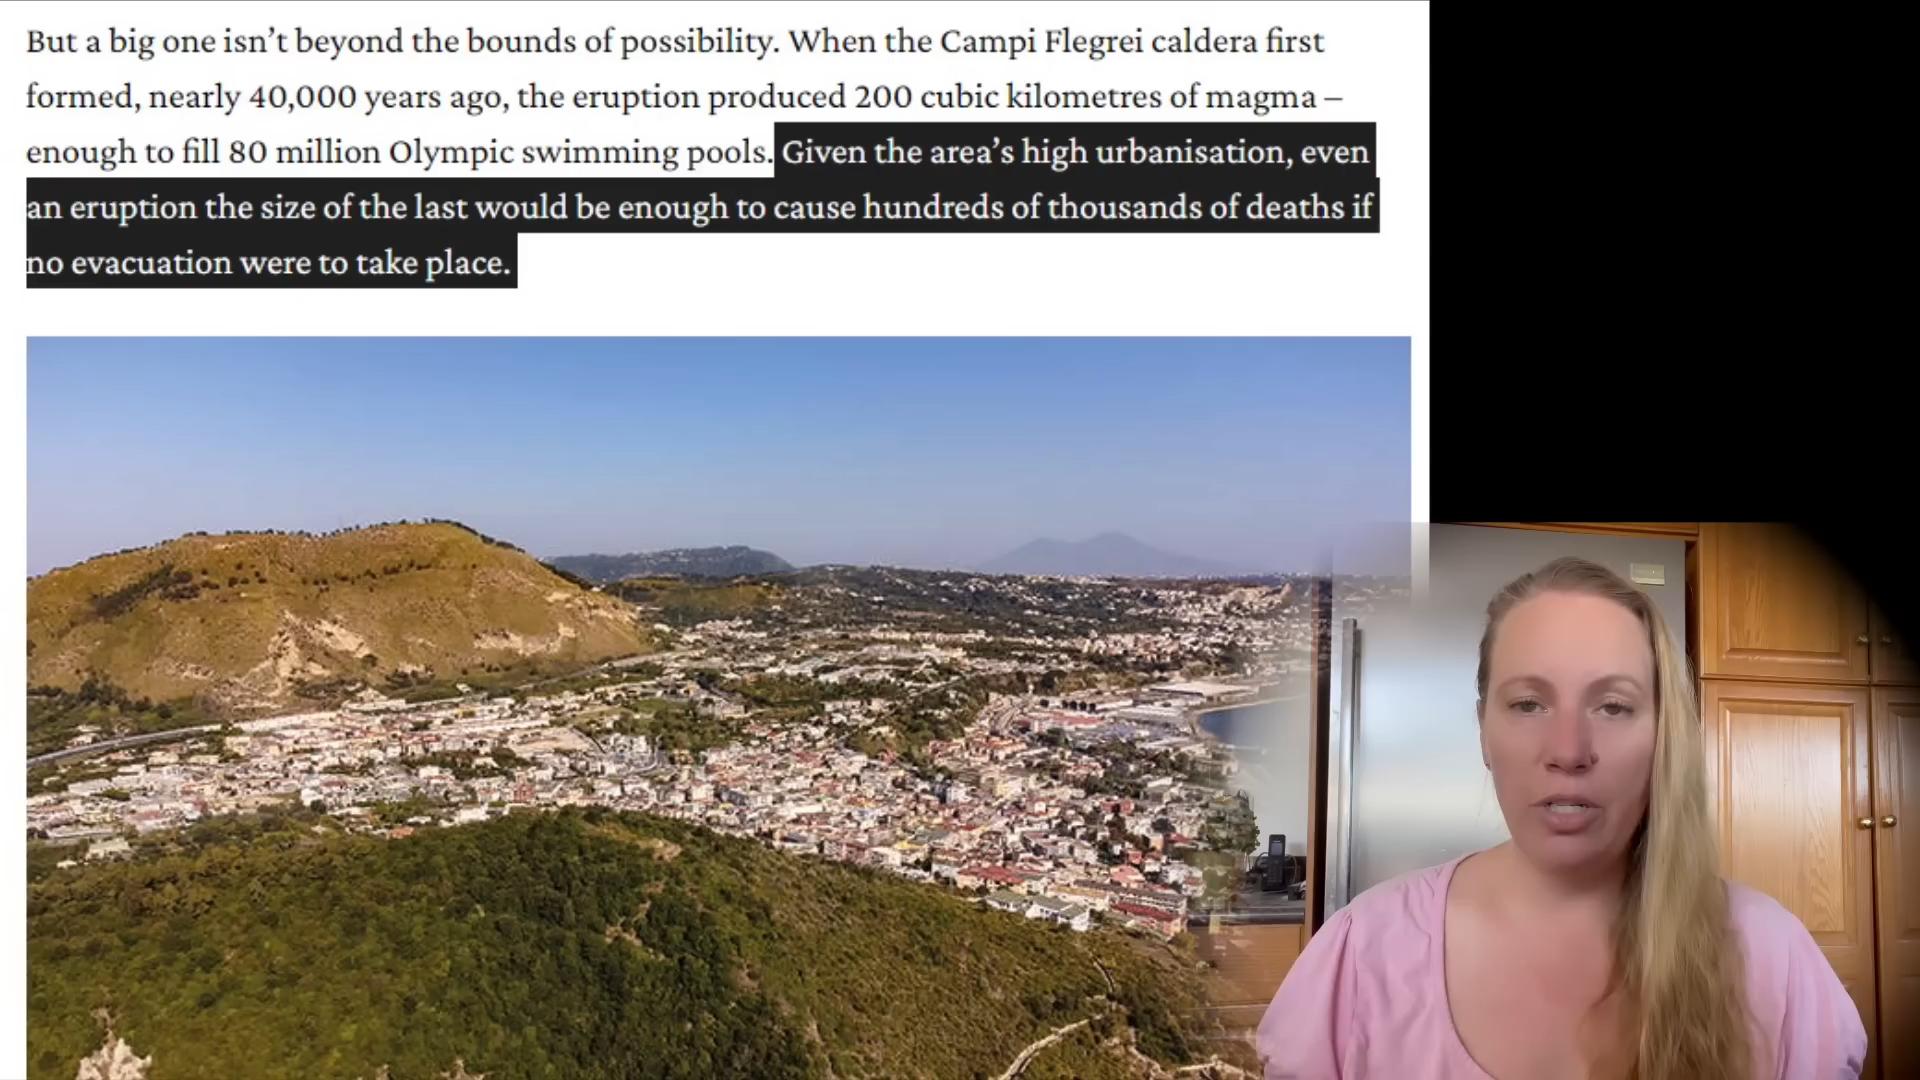 But a big one isn’t beyond the bounds of possibility. When the Campi Flegrei caldera first
formed, nearly 40,000 years ago, the eruption produced 200 cubic kilometres of magma –
enough to fill 80 million Olympic swimming pools. Given the area’s high urbanisation, even
an eruption the size of the last would be enough to cause hundreds of thousands of deaths if
no evacuation were to take place.